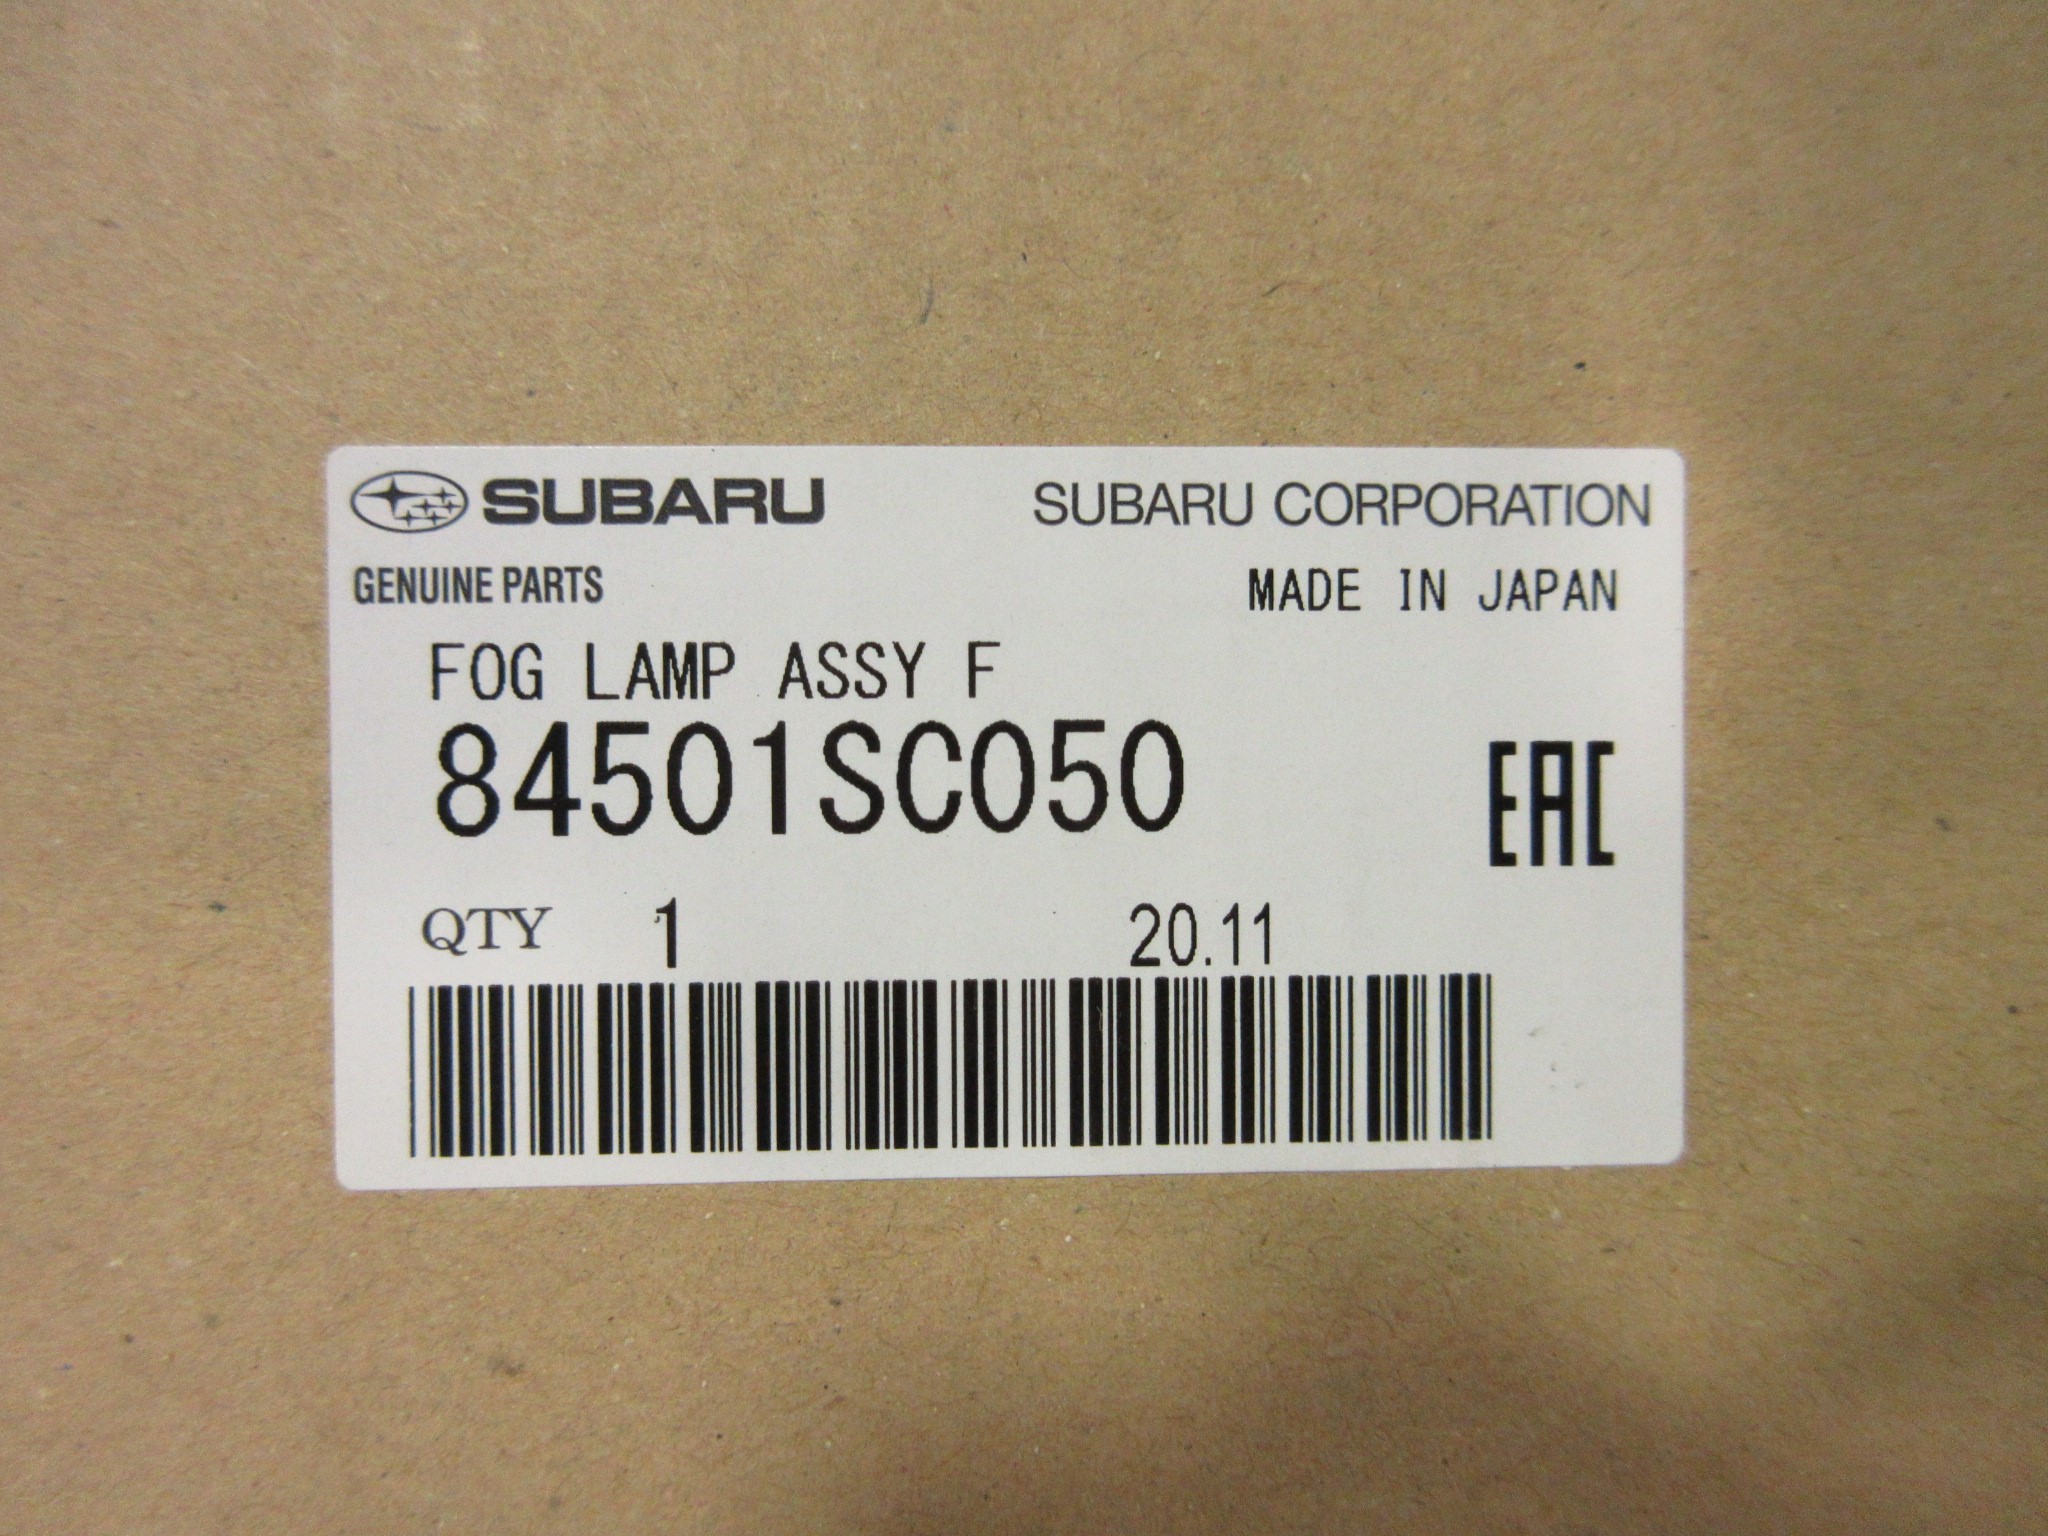 SUBARU SUBARU CORPORATION
GENUINE PARTS MADE IN JAPAN
FOG LAMP ASSY F
84501SC050
EAC
QTY 1 20.11